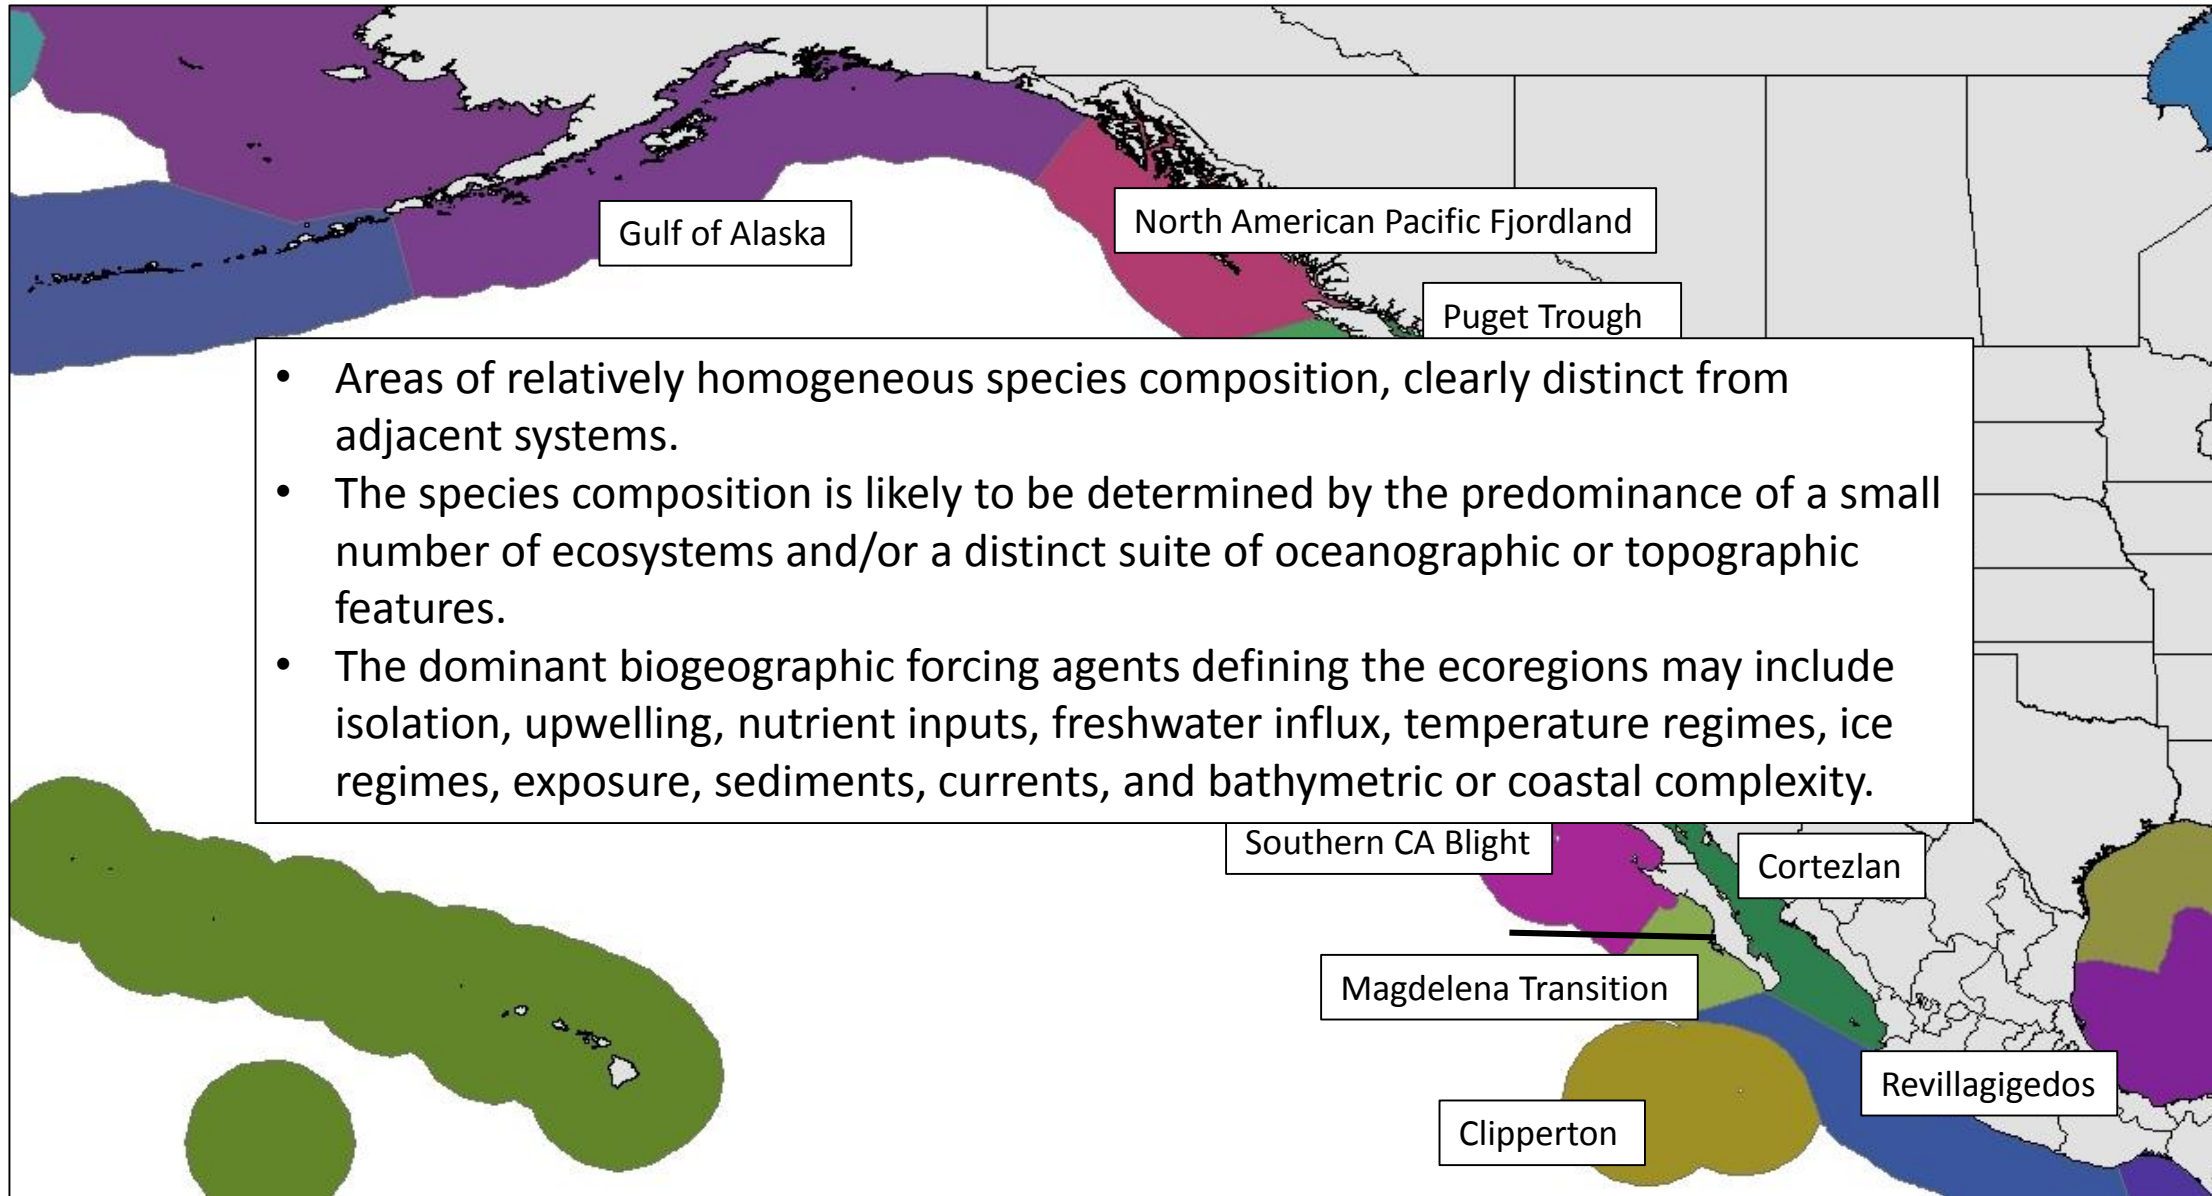 Gulf of Alaska
North American Pacific Fjordland
Puget Trough
• Areas of relatively homogeneous species composition, clearly distinct from
adjacent systems.
• The species composition is likely to be determined by the predominance of a small
number of ecosystems and/or a distinct suite of oceanographic or topographic
features.
• The dominant biogeographic forcing agents defining the ecoregions may include
isolation, upwelling, nutrient inputs, freshwater influx, temperature regimes, ice
regimes, exposure, sediments, currents, and bathymetric or coastal complexity.
Southern CA Blight
Cortezlan
Magdelena Transition
Revillagigedos
Clipperton